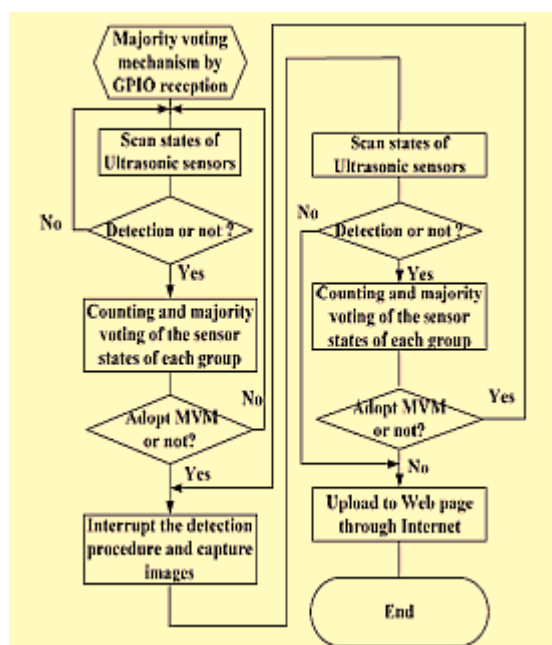 Majority voting
mechanism by
GPIO reception
Scan states of
Ultrasonic sensors
No
Detection or not ?
Yes
Counting and majority
voting of the sensor
states of each group
No
Adopt MVM
or not?
Yes
Interrupt the detection
procedure and capture
images
Scan states of
Ultrasonic sensors
No
Detection or not ?
Yes
Counting and majority
voting of the sensor
states of each group
Yes
Adopt MVM
or not?
No
Upload to Web page
through Internet
End